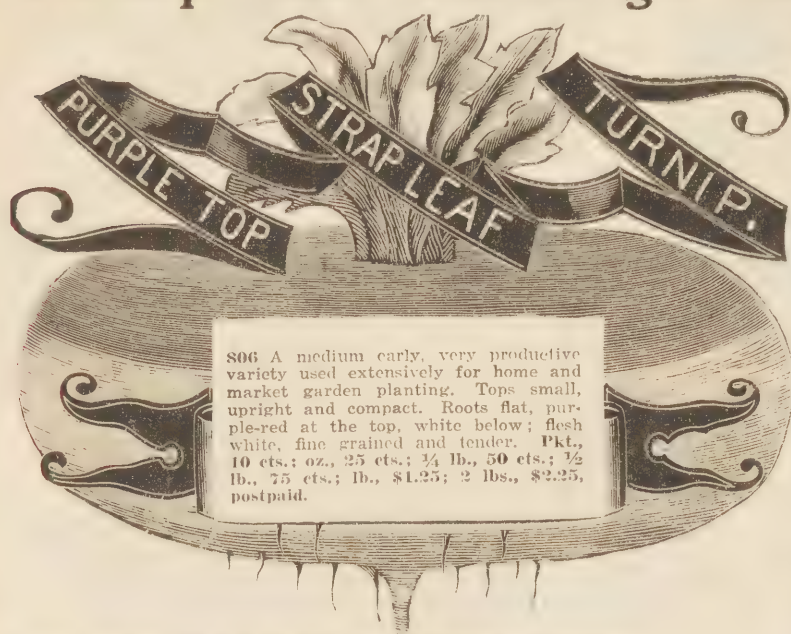 PURPLE TOP
STRAP LEAF
TURNIP.
806 A medium early, very productive
variety used extensively for home and
market garden planting. Tops small,
upright and compact. Roots flat, pur-
ple-red at the top, white below; flesh
white, fine grained and tender. Pkt.,
10 cts.; oz., 25 cts.; ¼ lb., 50 cts.; ½
lb., 75 cts.; lb., $1.25; 2 lbs., $2.25,
postpaid.